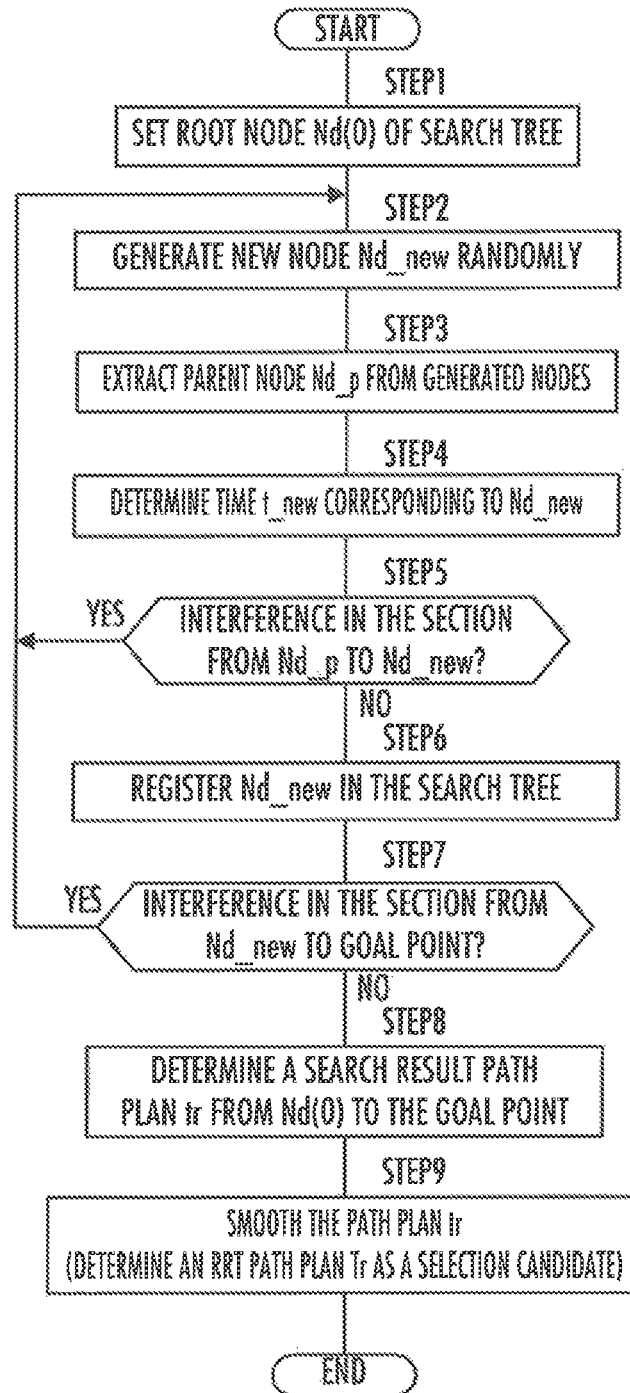 START
STEP1
SET ROOT NODE Nd(0) OF SEARCH TREE
STEP2
GENERATE NEW NODE Nd_new RANDOMLY
STEP3
EXTRACT PARENT NODE Nd_p FROM GENERATED NODES
STEP4
DETERMINE TIME t_new CORRESPONDING TO Nd_new
STEP5
YES
INTERFERENCE IN THE SECTION
FROM Nd_p TO Nd_new?
NO
STEP6
REGISTER Nd_new IN THE SEARCH TREE
STEP7
YES
INTERFERENCE IN THE SECTION FROM
Nd_new TO GOAL POINT?
NO
STEP8
DETERMINE A SEARCH RESULT PATH
PLAN tr FROM Nd(0) TO THE GOAL POINT
STEP9
SMOOTH THE PATH PLAN tr
(DETERMINE AN RRT PATH PLAN Tr AS A SELECTION CANDIDATE)
END